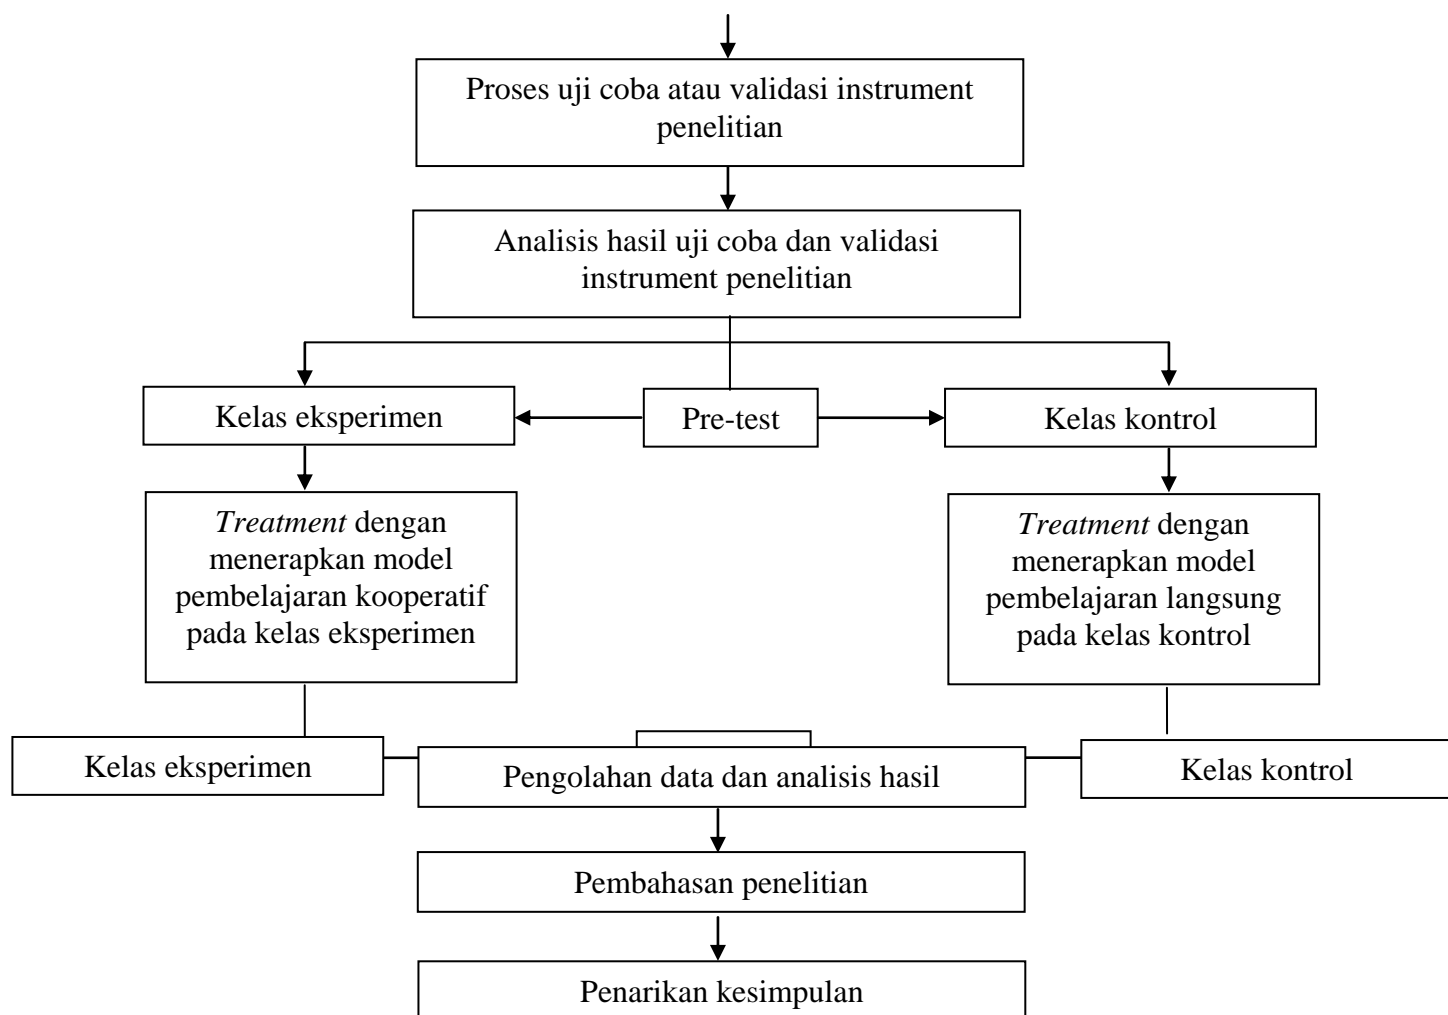 Proses uji coba atau validasi instrument
penelitian
Analisis hasil uji coba dan validasi
instrument penelitian
Kelas eksperimen
Pre-test
Kelas kontrol
Treatment dengan
menerapkan model
pembelajaran kooperatif
pada kelas eksperimen
Treatment dengan
menerapkan model
pembelajaran langsung
pada kelas kontrol
Kelas eksperimen
Pengolahan data dan analisis hasil
Kelas kontrol
Pembahasan penelitian
Penarikan kesimpulan